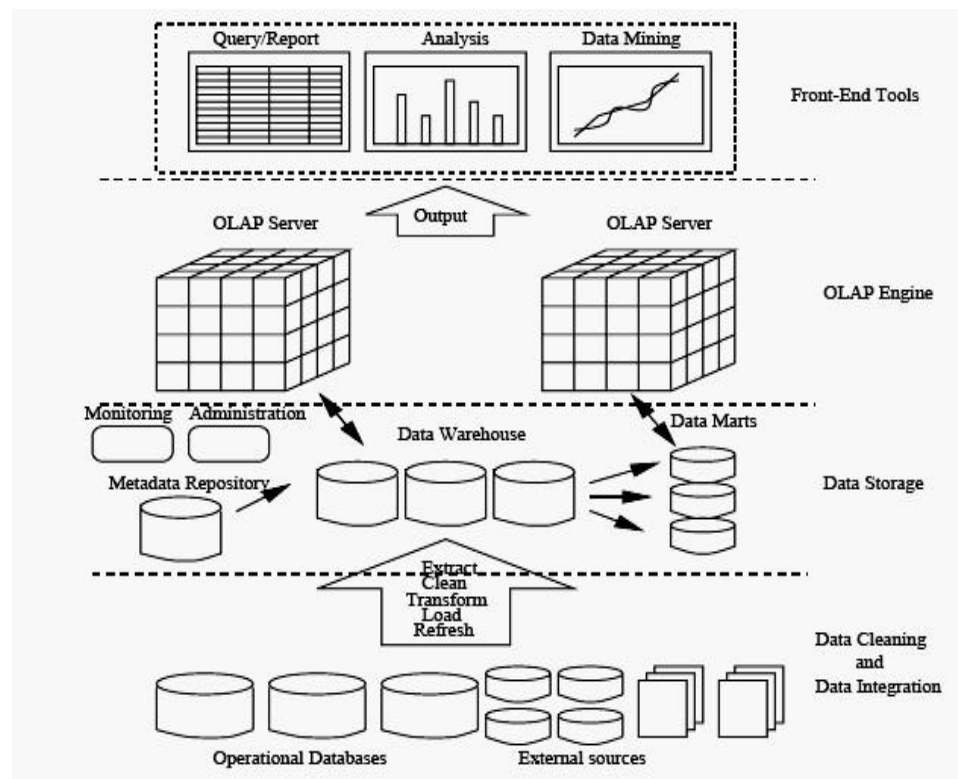 Query/Report
Analysis
Data Mining
Front-End Tools
Output
OLAP Server
OLAP Server
OLAP Engine
Monitoring
Administration
Data Warehouse
Data Marts
Metadata Repository
Data Storage
Extract
Clean
Transform
Load
Refresh
Data Cleaning
and
Data Integration
Operational Databases
External sources